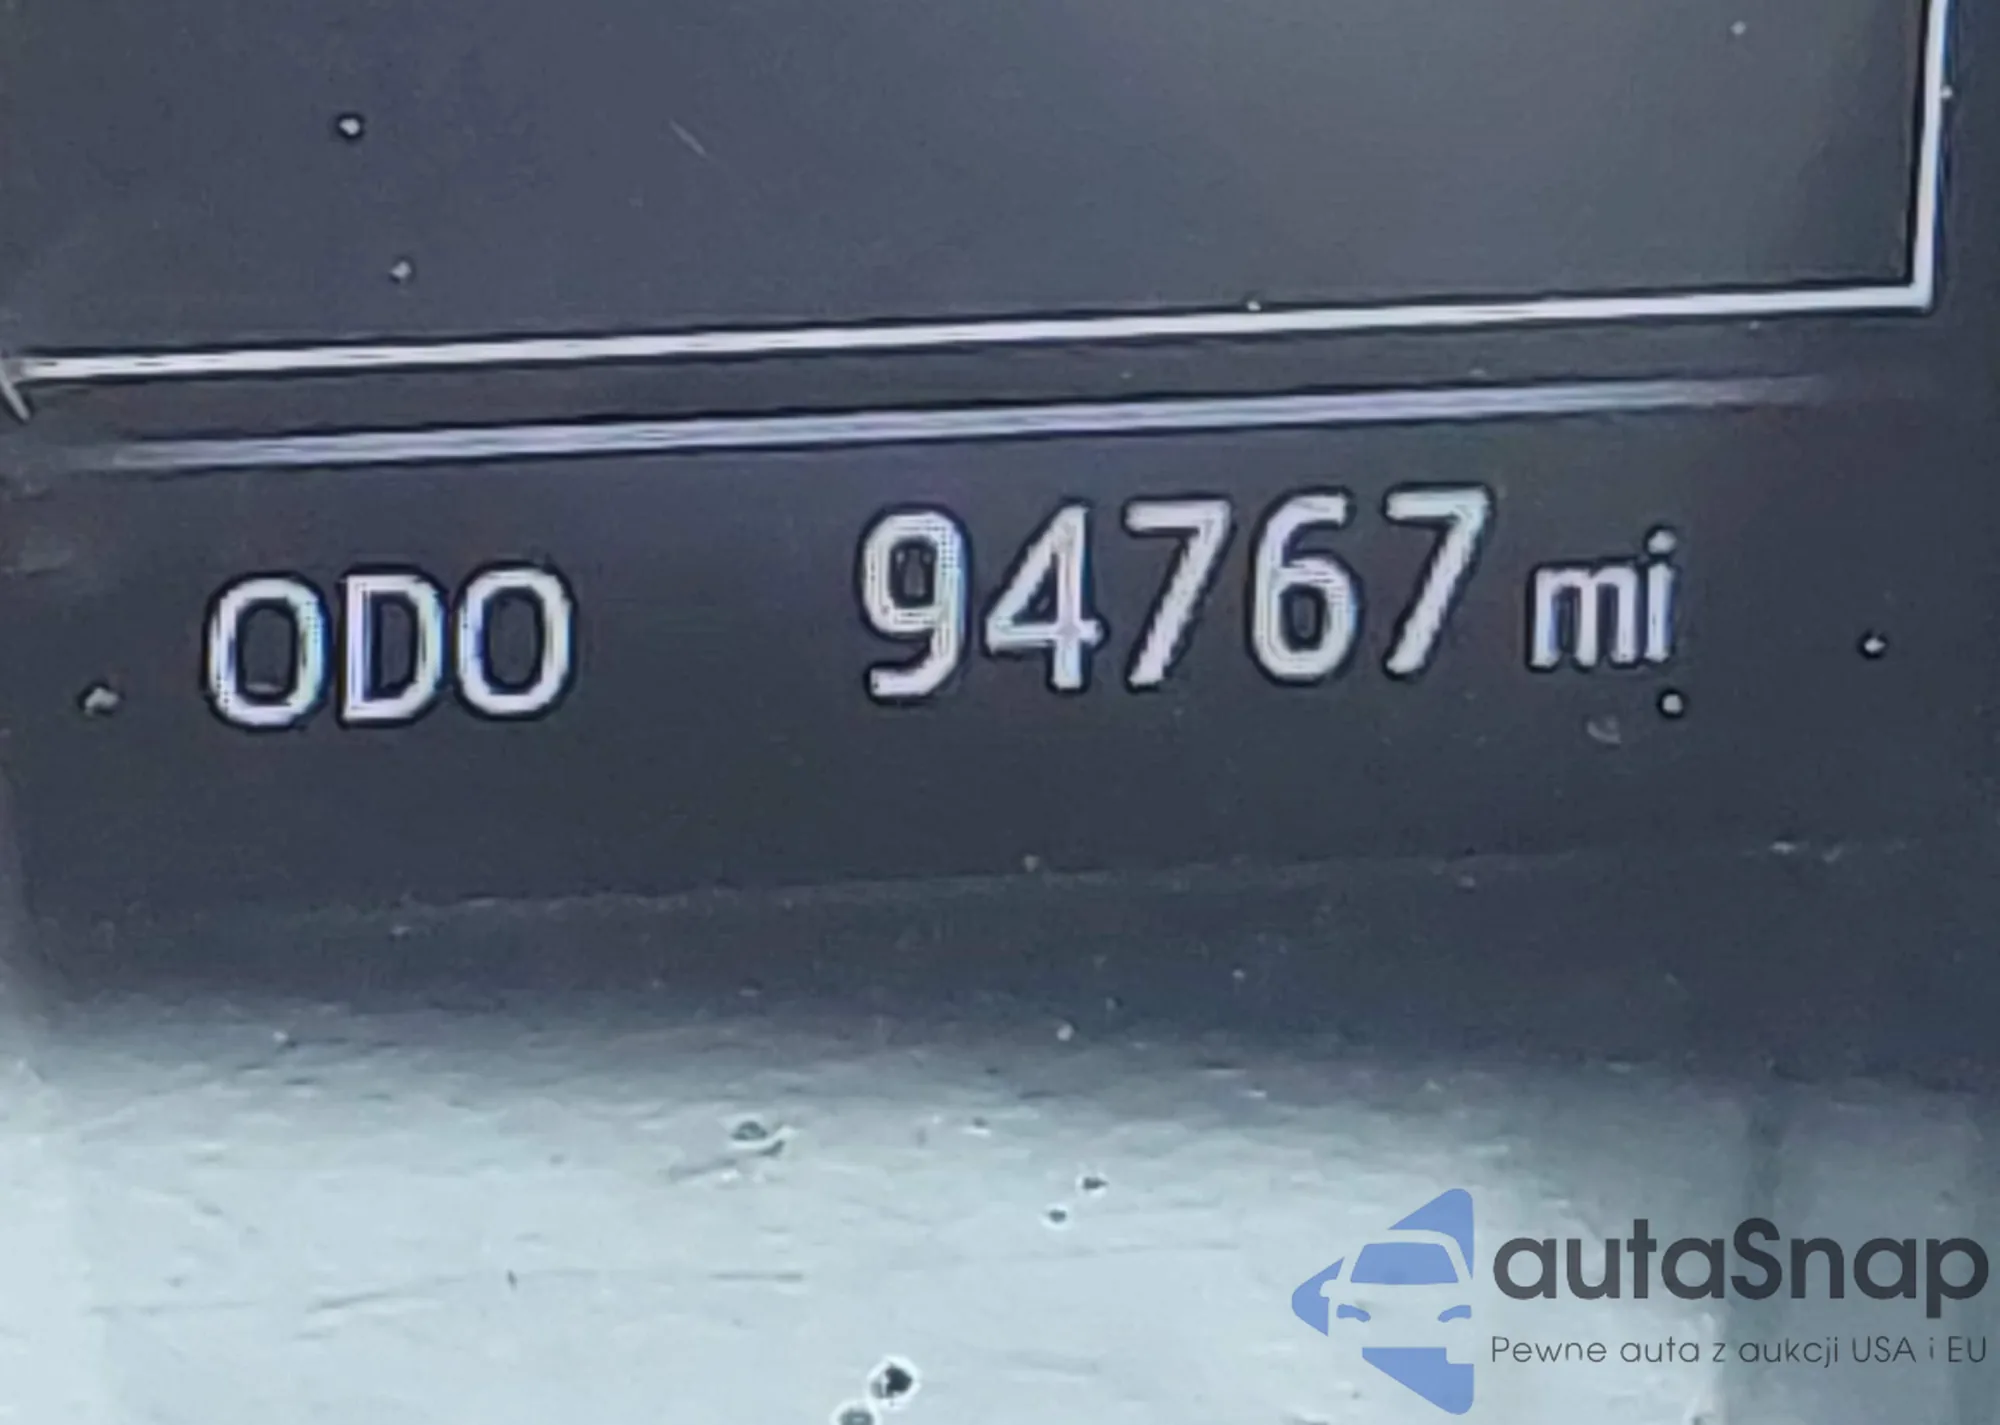 ODO 94767 mi
autaSnap
Pewne auta z aukcji USA i EU